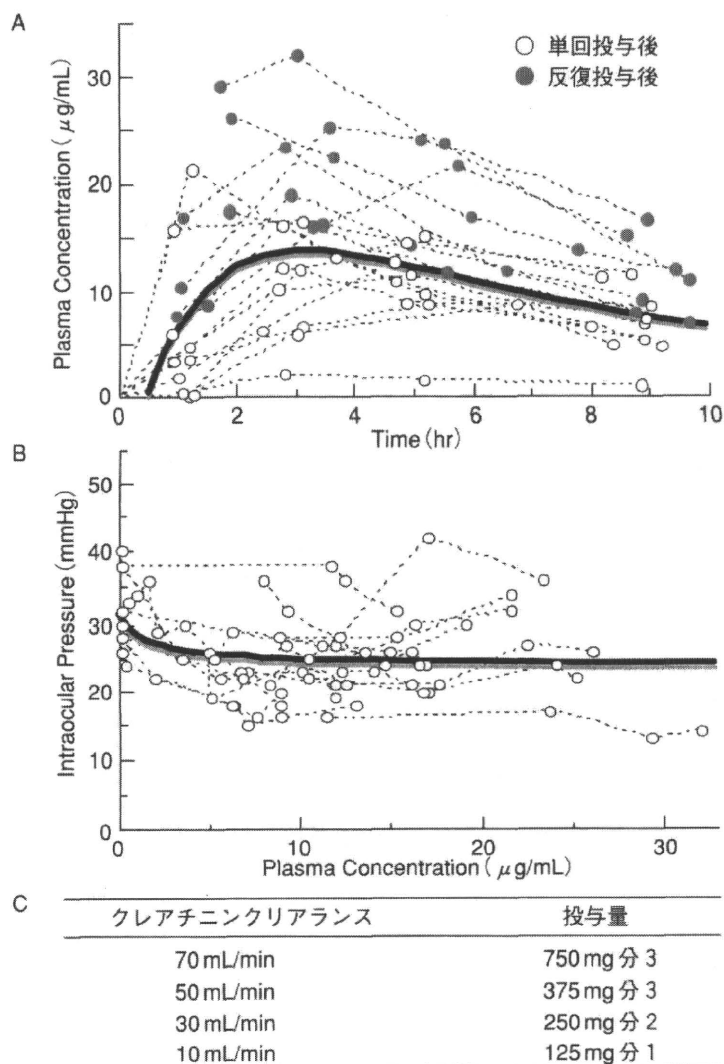 A
Plasma Concentration (μg/mL)
30
20
10
0
○ 単回投与後
● 反復投与後
0 2 4 6 8 10
Time (hr)
B
Intraocular Pressure (mmHg)
50
40
30
20
10
0
0 10 20 30
Plasma Concentration (μg/mL)
C
クレアチニンクリアランス 投与量
70 mL/min 750 mg 分 3
50 mL/min 375 mg 分 3
30 mL/min 250 mg 分 2
10 mL/min 125 mg 分 1